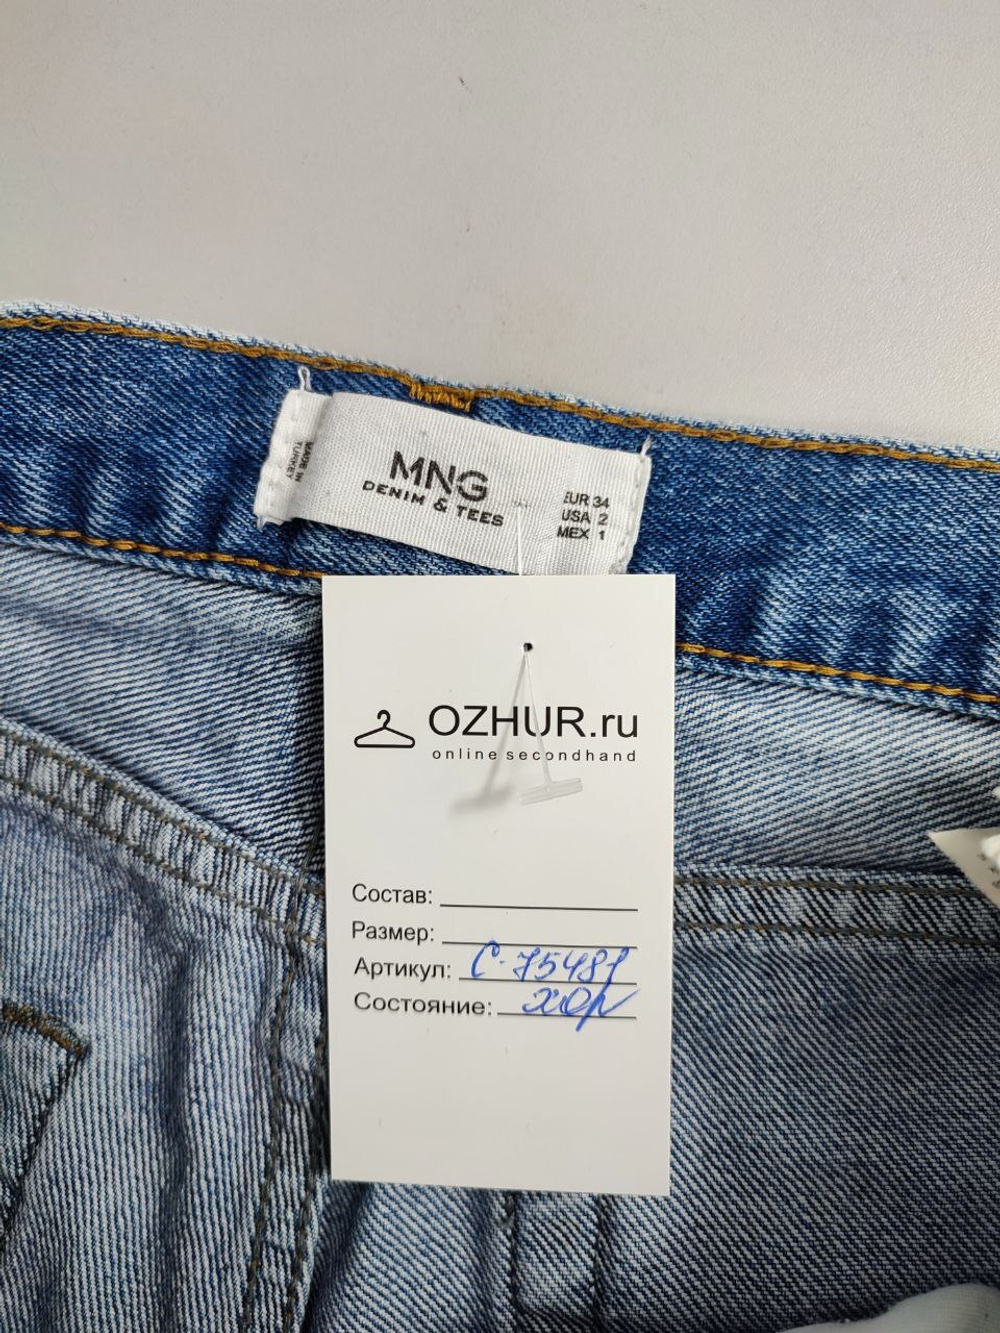 MADE IN
TURKEY
MNG
DENIM & TEES
EUR 34
USA 2
MEX 1
OZHUR.ru
online secondhand
Состав:
Размер:
Артикул: С-75481
Состояние: хор